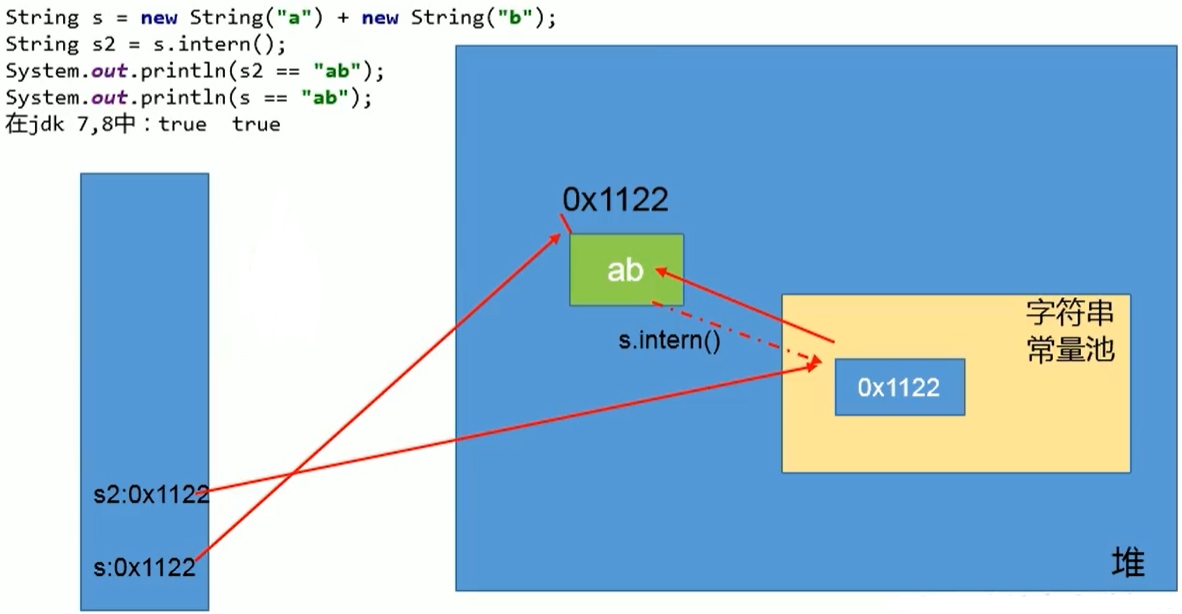 String s = new String("a") + new String("b");
String s2 = s.intern();
System.out.println(s2 == "ab");
System.out.println(s == "ab");
在jdk 7,8中：true  true
0x1122
ab
字符串
常量池
s.intern()
0x1122
s2:0x1122
s:0x1122
堆